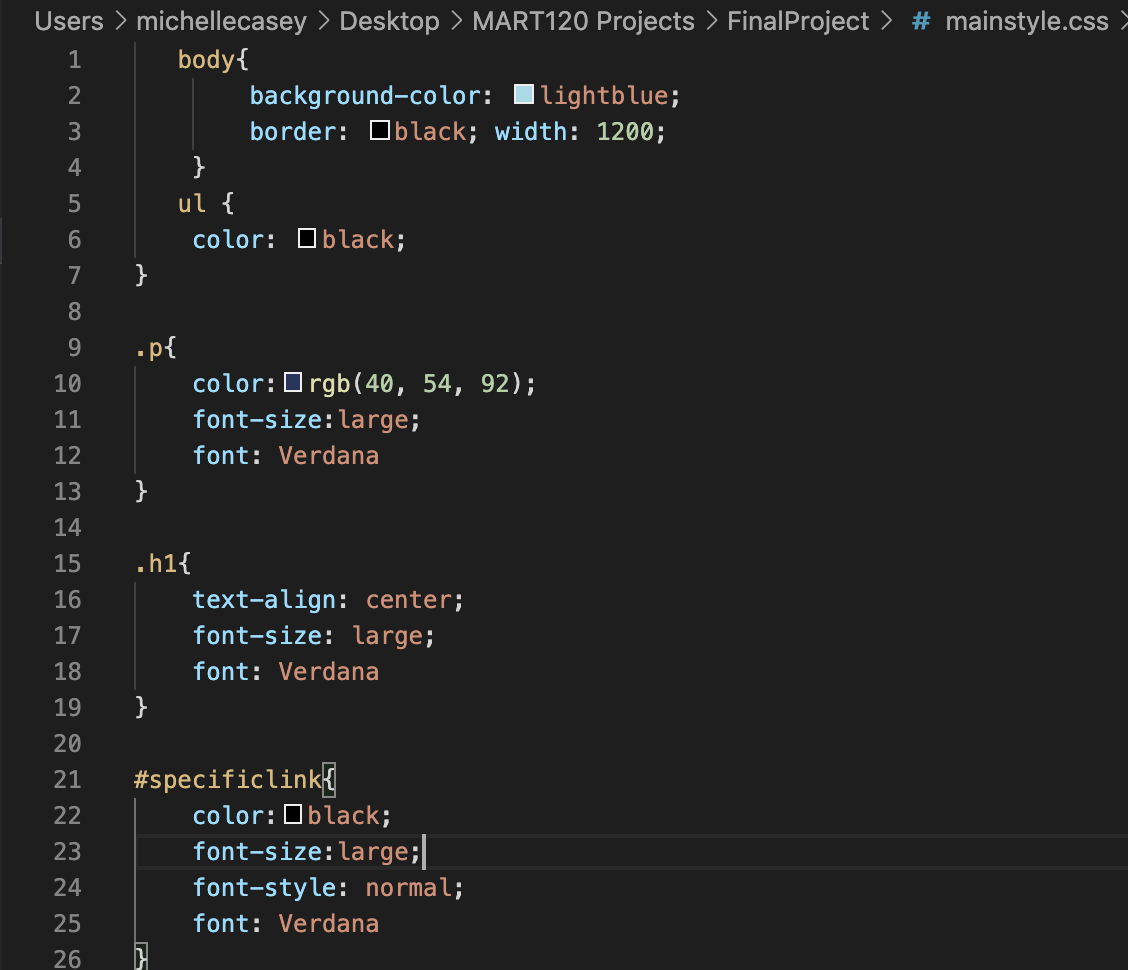 Users > michellecasey > Desktop > MART120 Projects > FinalProject > # mainstyle.css >
1 body{
2 background-color: lightblue;
3 border: black; width: 1200;
4 }
5 ul {
6 color: black;
7 }
8
9 .p{
10 color: rgb(40, 54, 92);
11 font-size:large;
12 font: Verdana
13 }
14
15 .h1{
16 text-align: center;
17 font-size: large;
18 font: Verdana
19 }
20
21 #specificlink{
22 color: black;
23 font-size:large;
24 font-style: normal;
25 font: Verdana
26 }